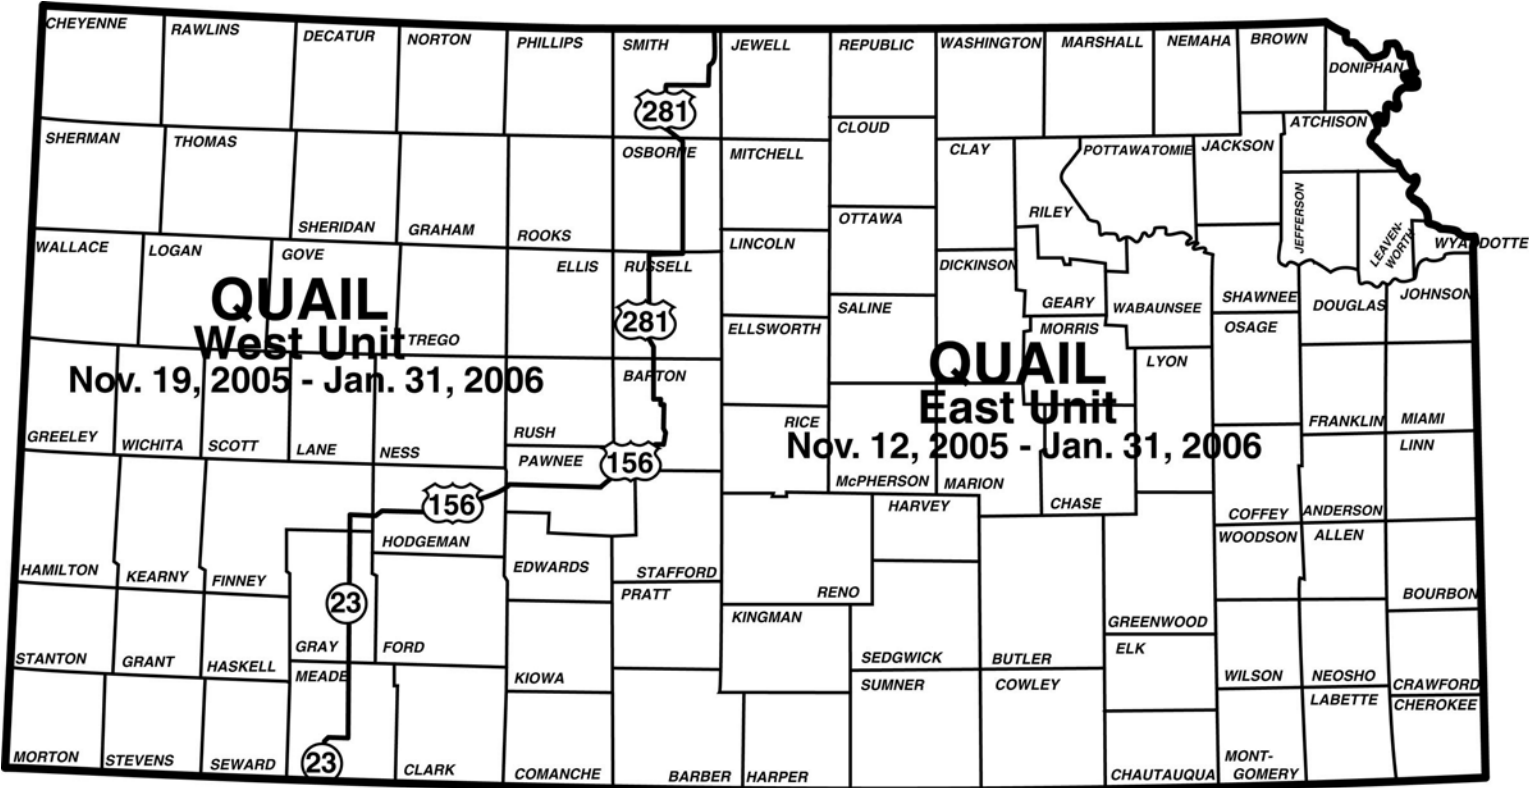 CHEYENNE
RAWLINS
DECATUR
NORTON
PHILLIPS
SMITH
JEWELL
REPUBLIC
WASHINGTON
MARSHALL
NEMAHA
BROWN
DONIPHAN
281
ATCHISON
SHERMAN
THOMAS
SHERIDAN
GRAHAM
ROOKS
OSBORNE
MITCHELL
CLOUD
CLAY
RILEY
POTTAWATOMIE
JACKSON
JEFFERSON
LEAVEN-
WORTH
WYANDOTTE
OTTAWA
WALLACE
LOGAN
GOVE
TREGO
ELLIS
RUSSELL
LINCOLN
DICKINSON
SALINE
GEARY
WABAUNSEE
SHAWNEE
DOUGLAS
JOHNSON
281
ELLSWORTH
MORRIS
OSAGE
LYON
QUAIL
West Unit
Nov. 19, 2005 - Jan. 31, 2006
QUAIL
East Unit
Nov. 12, 2005 - Jan. 31, 2006
BARTON
GREELEY
WICHITA
SCOTT
LANE
NESS
RUSH
PAWNEE
156
RICE
McPHERSON
MARION
CHASE
FRANKLIN
MIAMI
LINN
156
HODGEMAN
HARVEY
COFFEY
ANDERSON
WOODSON
ALLEN
HAMILTON
KEARNY
FINNEY
EDWARDS
STAFFORD
PRATT
RENO
BOURBON
23
GRAY
FORD
KINGMAN
GREENWOOD
STANTON
GRANT
HASKELL
MEADE
KIOWA
SEDGWICK
BUTLER
ELK
WILSON
NEOSHO
CRAWFORD
SUMNER
COWLEY
LABETTE
CHEROKEE
MORTON
STEVENS
SEWARD
23
CLARK
COMANCHE
BARBER
HARPER
CHAUTAUQUA
MONT-
GOMERY